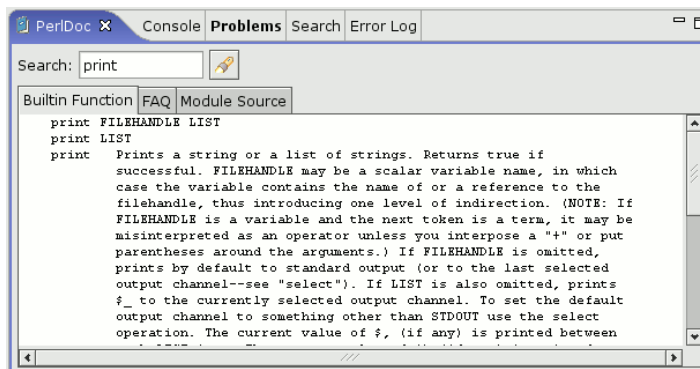 PerlDoc Console Problems Search Error Log
Search: print
Builtin Function FAQ Module Source
print FILEHANDLE LIST
print LIST
print Prints a string or a list of strings. Returns true if
successful. FILEHANDLE may be a scalar variable name, in which
case the variable contains the name of or a reference to the
filehandle, thus introducing one level of indirection. (NOTE: If
FILEHANDLE is a variable and the next token is a term, it may be
misinterpreted as an operator unless you interpose a "+" or put
parentheses around the arguments.) If FILEHANDLE is omitted,
prints by default to standard output (or to the last selected
output channel--see "select"). If LIST is also omitted, prints
$_ to the currently selected output channel. To set the default
output channel to something other than STDOUT use the select
operation. The current value of $, (if any) is printed between